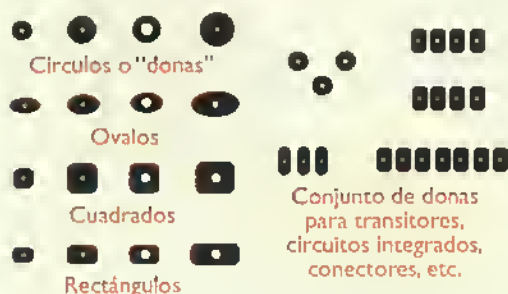 Circulos o "donas"
Ovalos
Cuadrados
Rectángulos
Conjunto de donas
para transitores,
circuitos integrados,
conectores, etc.